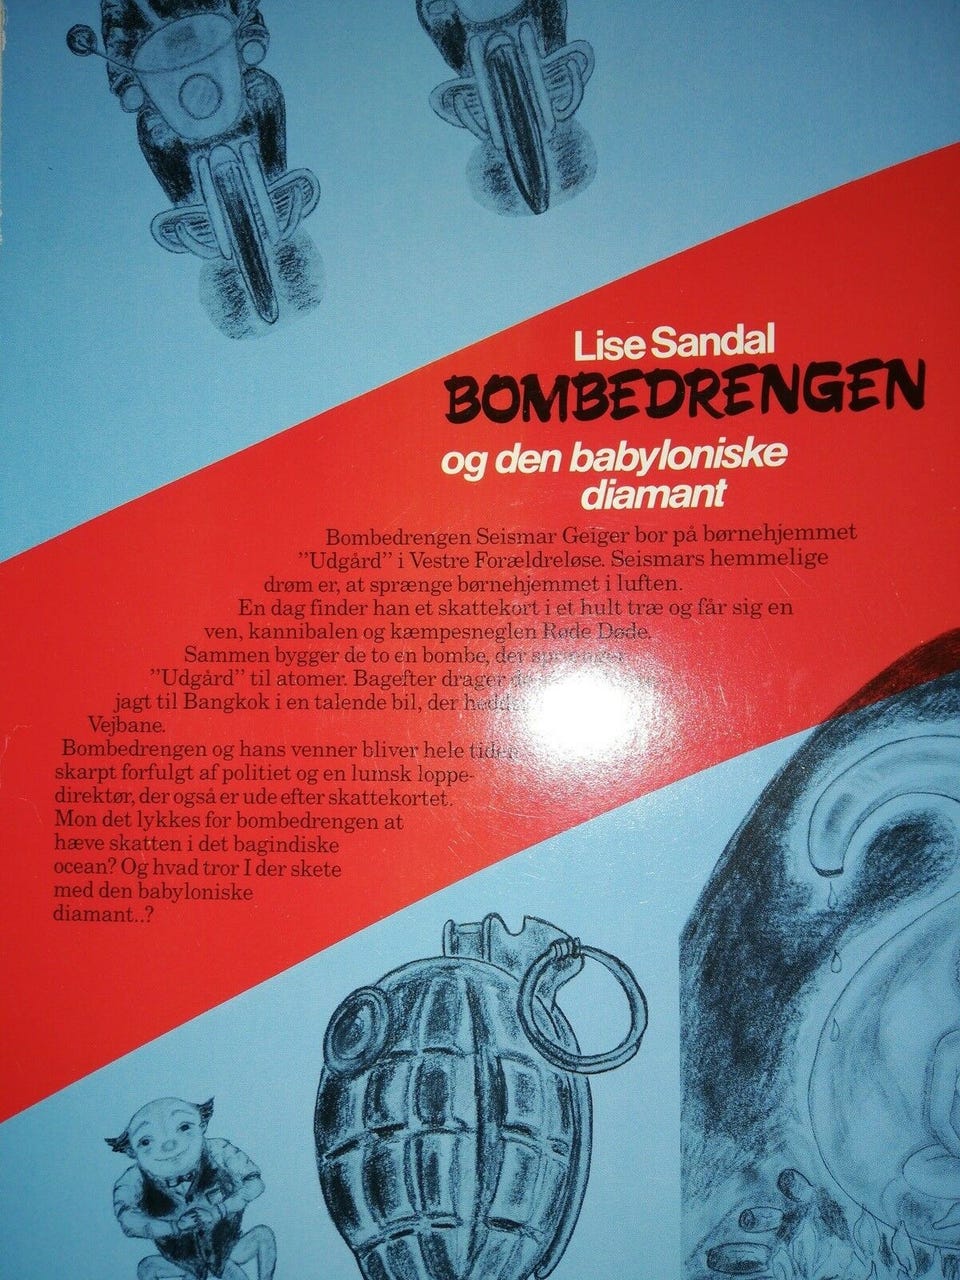 Lise Sandal
BOMBEDRENGEN
og den babyloniske
diamant
Bombedrengen Seismar Geiger bor på børnehjemmet
”Udgård” i Vestre Forældreløse. Seismars hemmelige
drøm er, at sprænge børnehjemmet i luften.
En dag finder han et skattekort i et hult træ og får sig en
ven, kannibalen og kæmpesneglen Røde Døde.
Sammen bygger de to en bombe, der sprænger
”Udgård” til atomer. Bagefter drager de
jagt til Bangkok i en talende bil, der hedder
Vejbane.
Bombedrengen og hans venner bliver hele tiden
skarpt forfulgt af politiet og en lumsk loppe-
direktør, der også er ude efter skattekortet.
Mon det lykkes for bombedrengen at
hæve skatten i det bagindiske
ocean? Og hvad tror I der skete
med den babyloniske
diamant..?